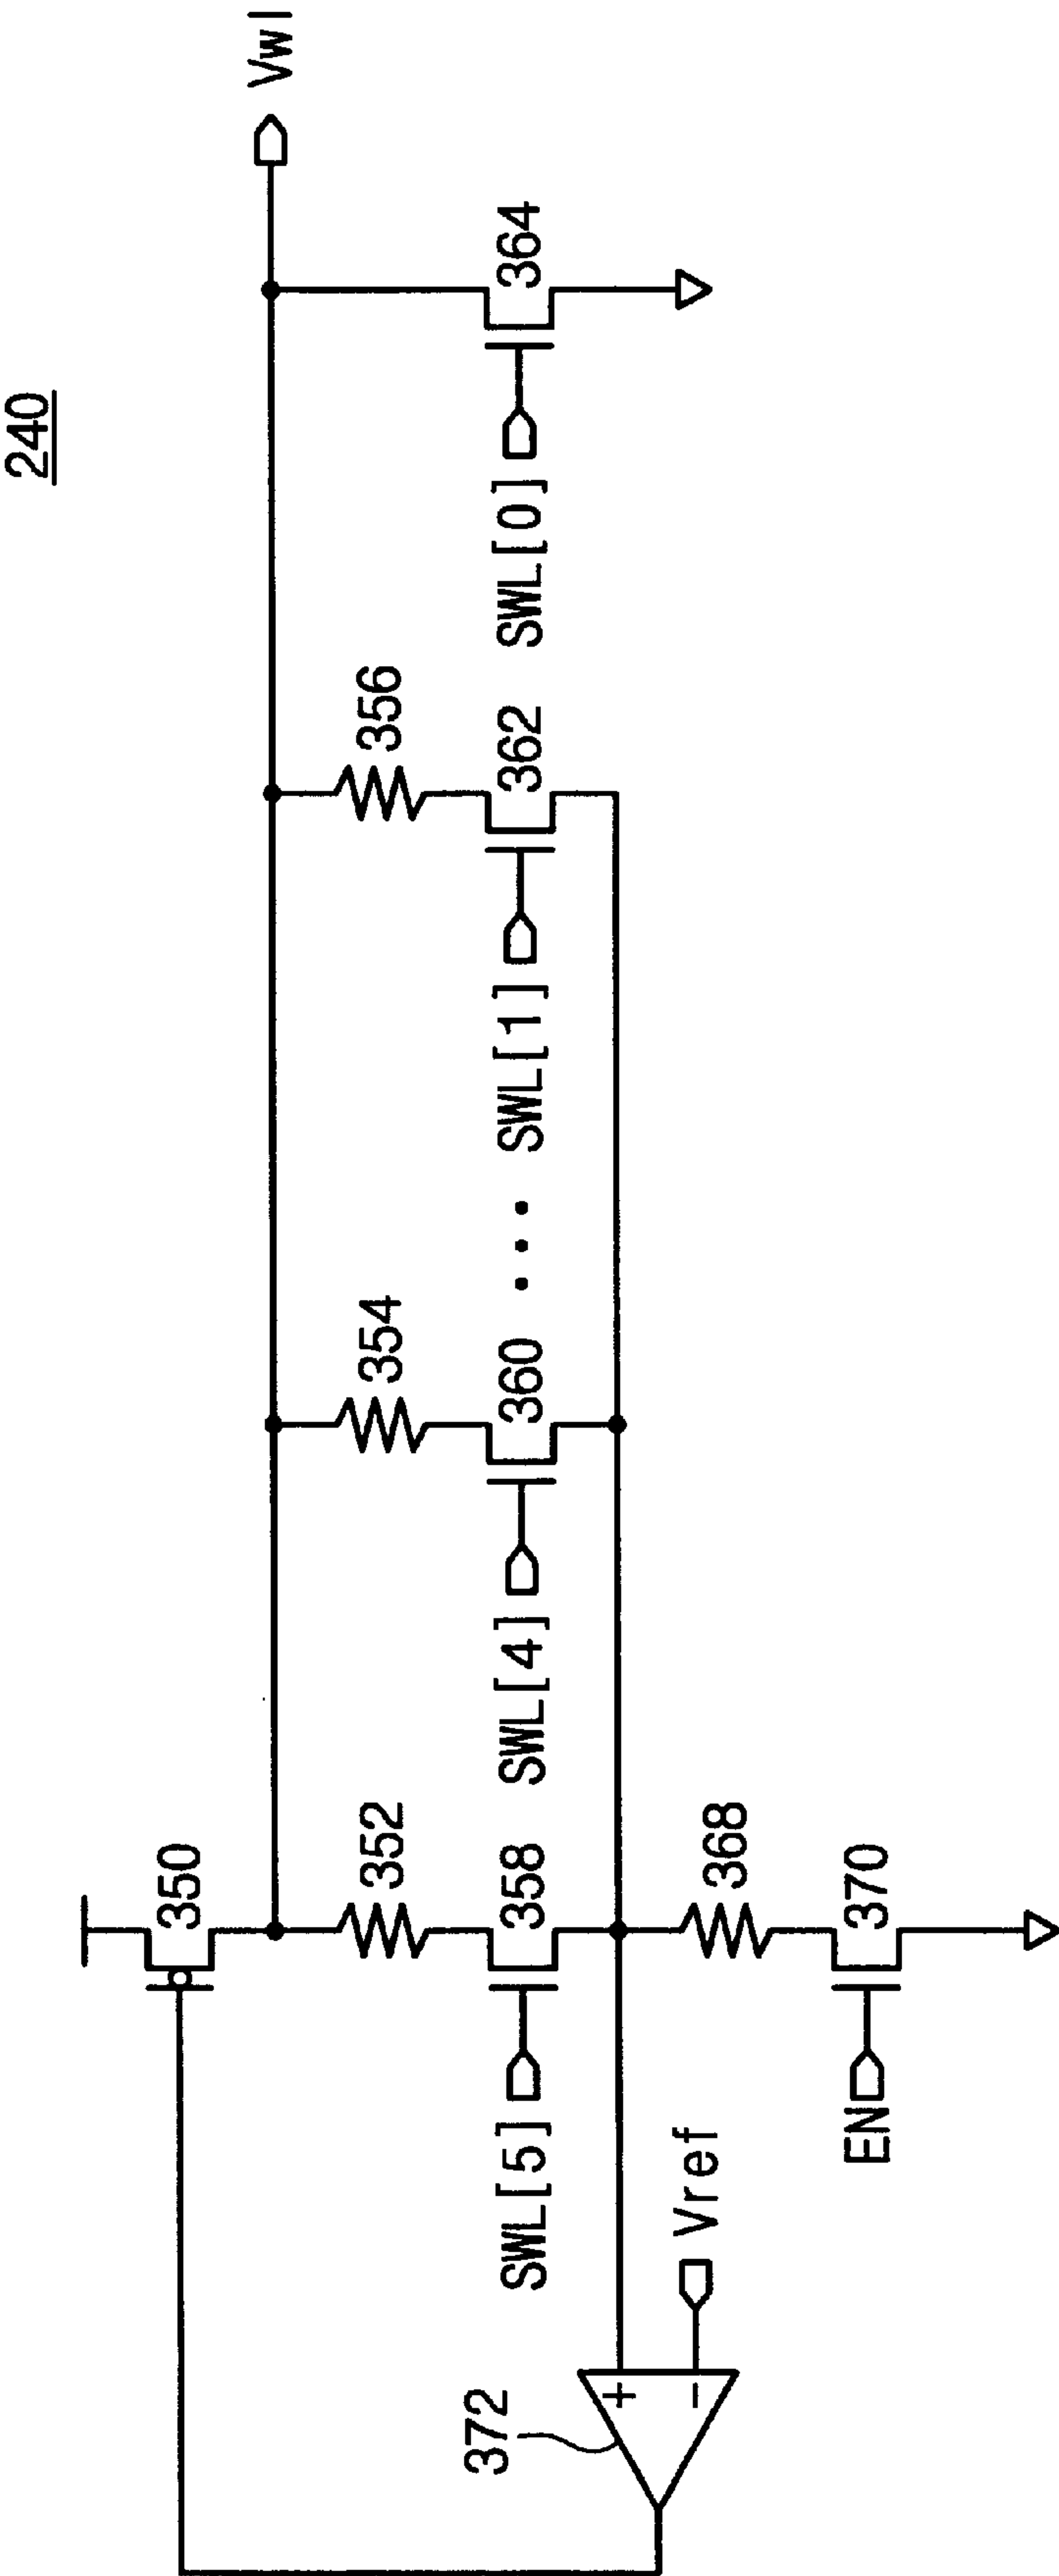 240
Vwl
350
352
354
356
SWL[5]
358
SWL[4]
360
SWL[1]
362
SWL[0]
364
372
+
−
Vref
368
EN
370